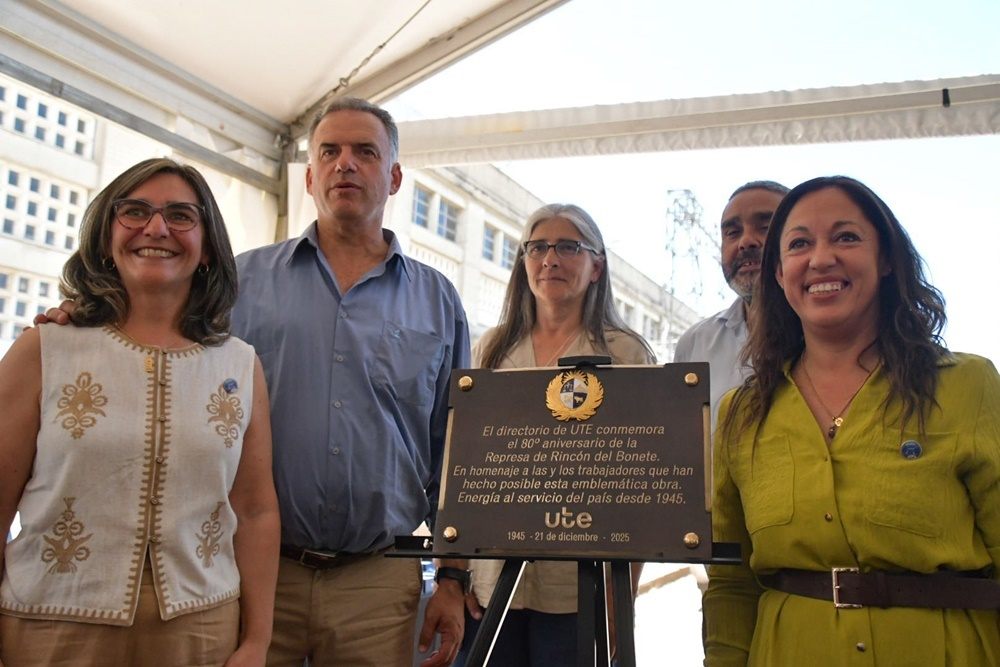 El directorio de UTE conmemora
el 80º aniversario de la
Represa de Rincón del Bonete.
En homenaje a las y los trabajadores que han
hecho posible esta emblemática obra.
Energía al servicio del país desde 1945.
ute
1945 - 21 de diciembre - 2025